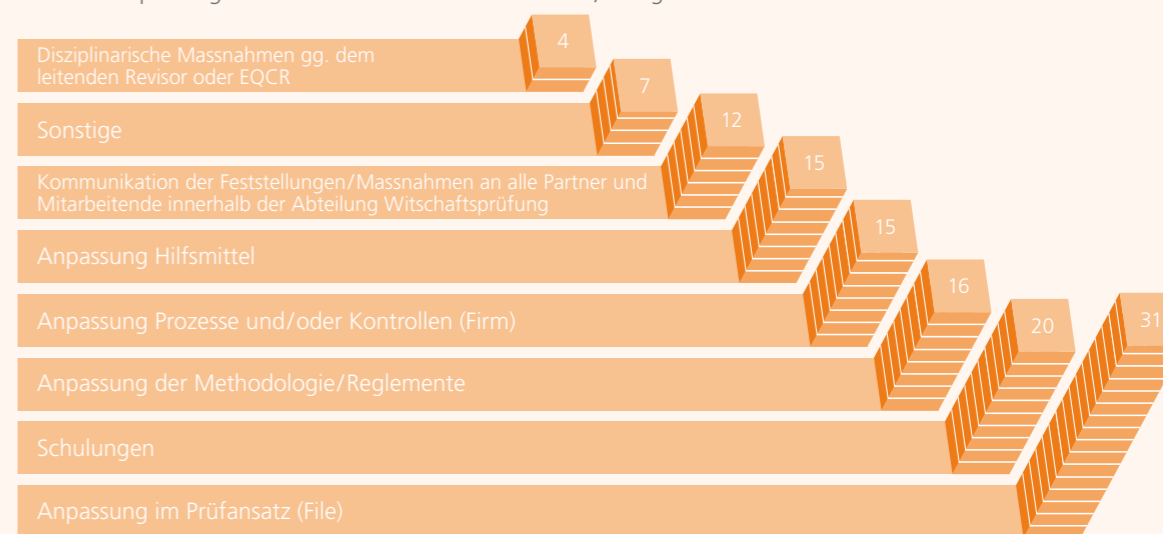 4
Disziplinarische Massnahmen gg. dem
leitenden Revisor oder EQCR
7
Sonstige
12
Kommunikation der Feststellungen/Massnahmen an alle Partner und
Mitarbeitende innerhalb der Abteilung Witschaftsprüfung
15
Anpassung Hilfsmittel
15
Anpassung Prozesse und/oder Kontrollen (Firm)
16
Anpassung der Methodologie/Reglemente
20
Schulungen
31
Anpassung im Prüfansatz (File)